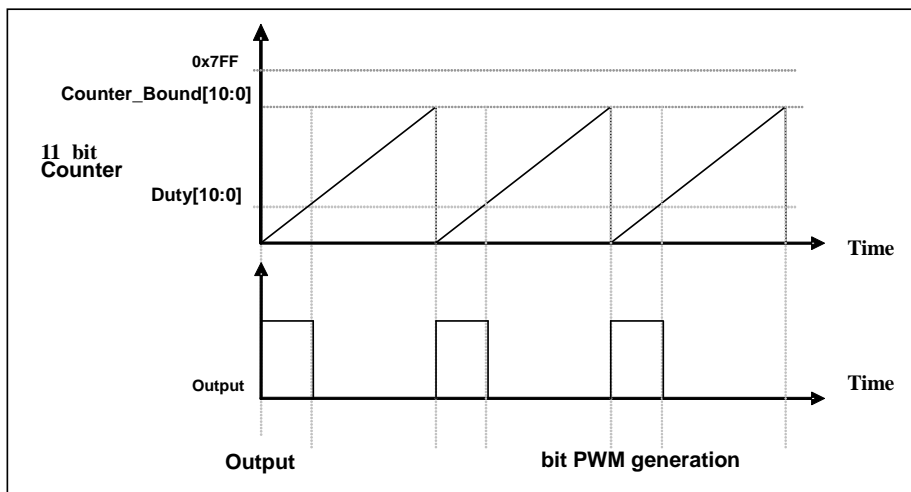 0x7FF
Counter_Bound[10:0]
11 bit
Counter
Duty[10:0]
Time
Output
Time
Output
bit PWM generation